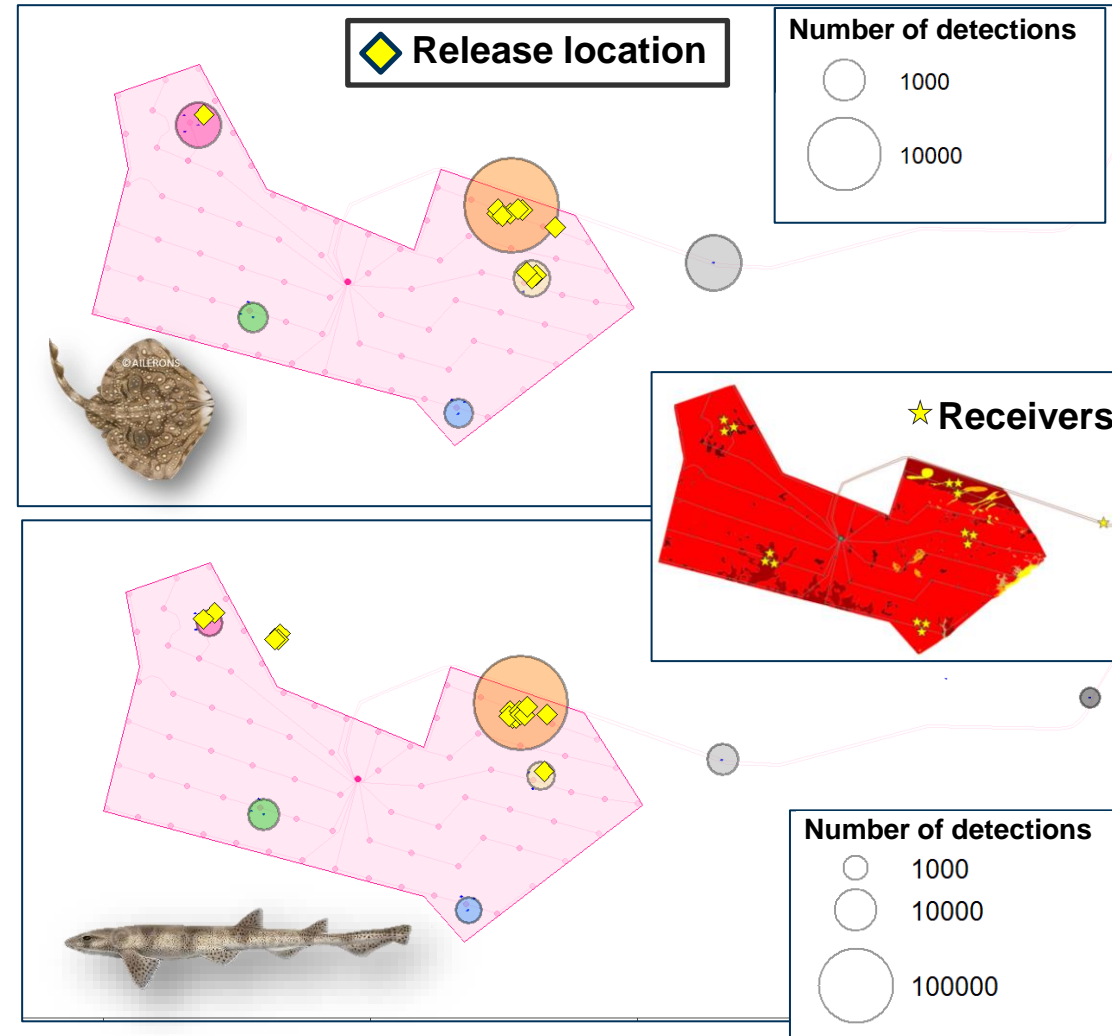 Release location
Number of detections
1000
10000
©AILERONS
Receivers
Number of detections
1000
10000
100000